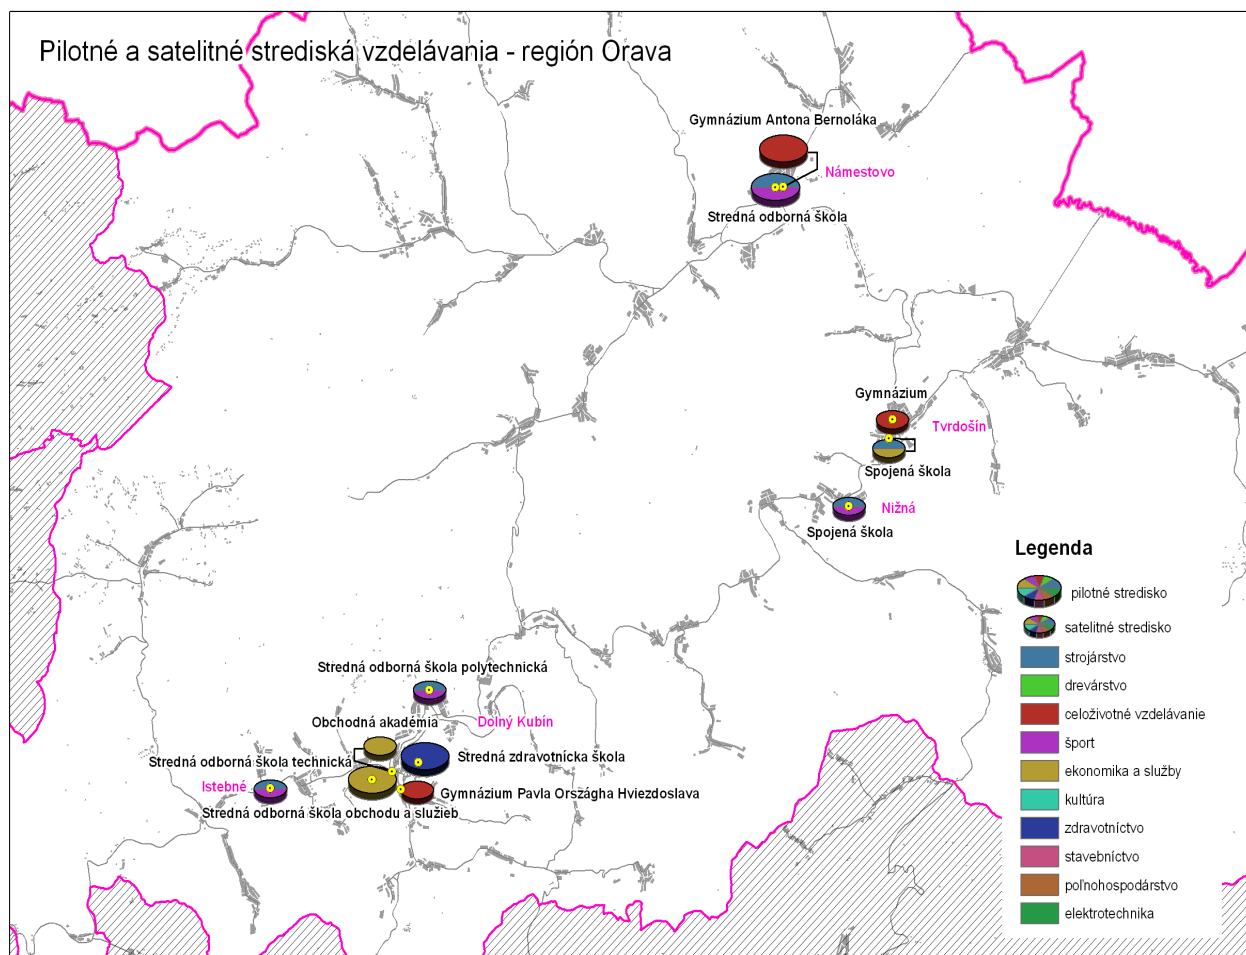 Pilotné a satelitné strediská vzdelávania - región Orava
Gymnázium Antona Bernoláka
Námestovo
Stredná odborná škola
Gymnázium
Tvrdošín
Spojená škola
Nižná
Spojená škola
Legenda
pilotné stredisko
satelitné stredisko
strojárstvo
drevárstvo
celoživotné vzdelávanie
šport
ekonomika a služby
kultúra
zdravotníctvo
stavebníctvo
poľnohospodárstvo
elektrotechnika
Stredná odborná škola polytechnická
Obchodná akadémia
Dolný Kubín
Stredná odborná škola technická
Stredná zdravotnícka škola
Istebné
Gymnázium Pavla Országha Hviezdoslava
Stredná odborná škola obchodu a služieb